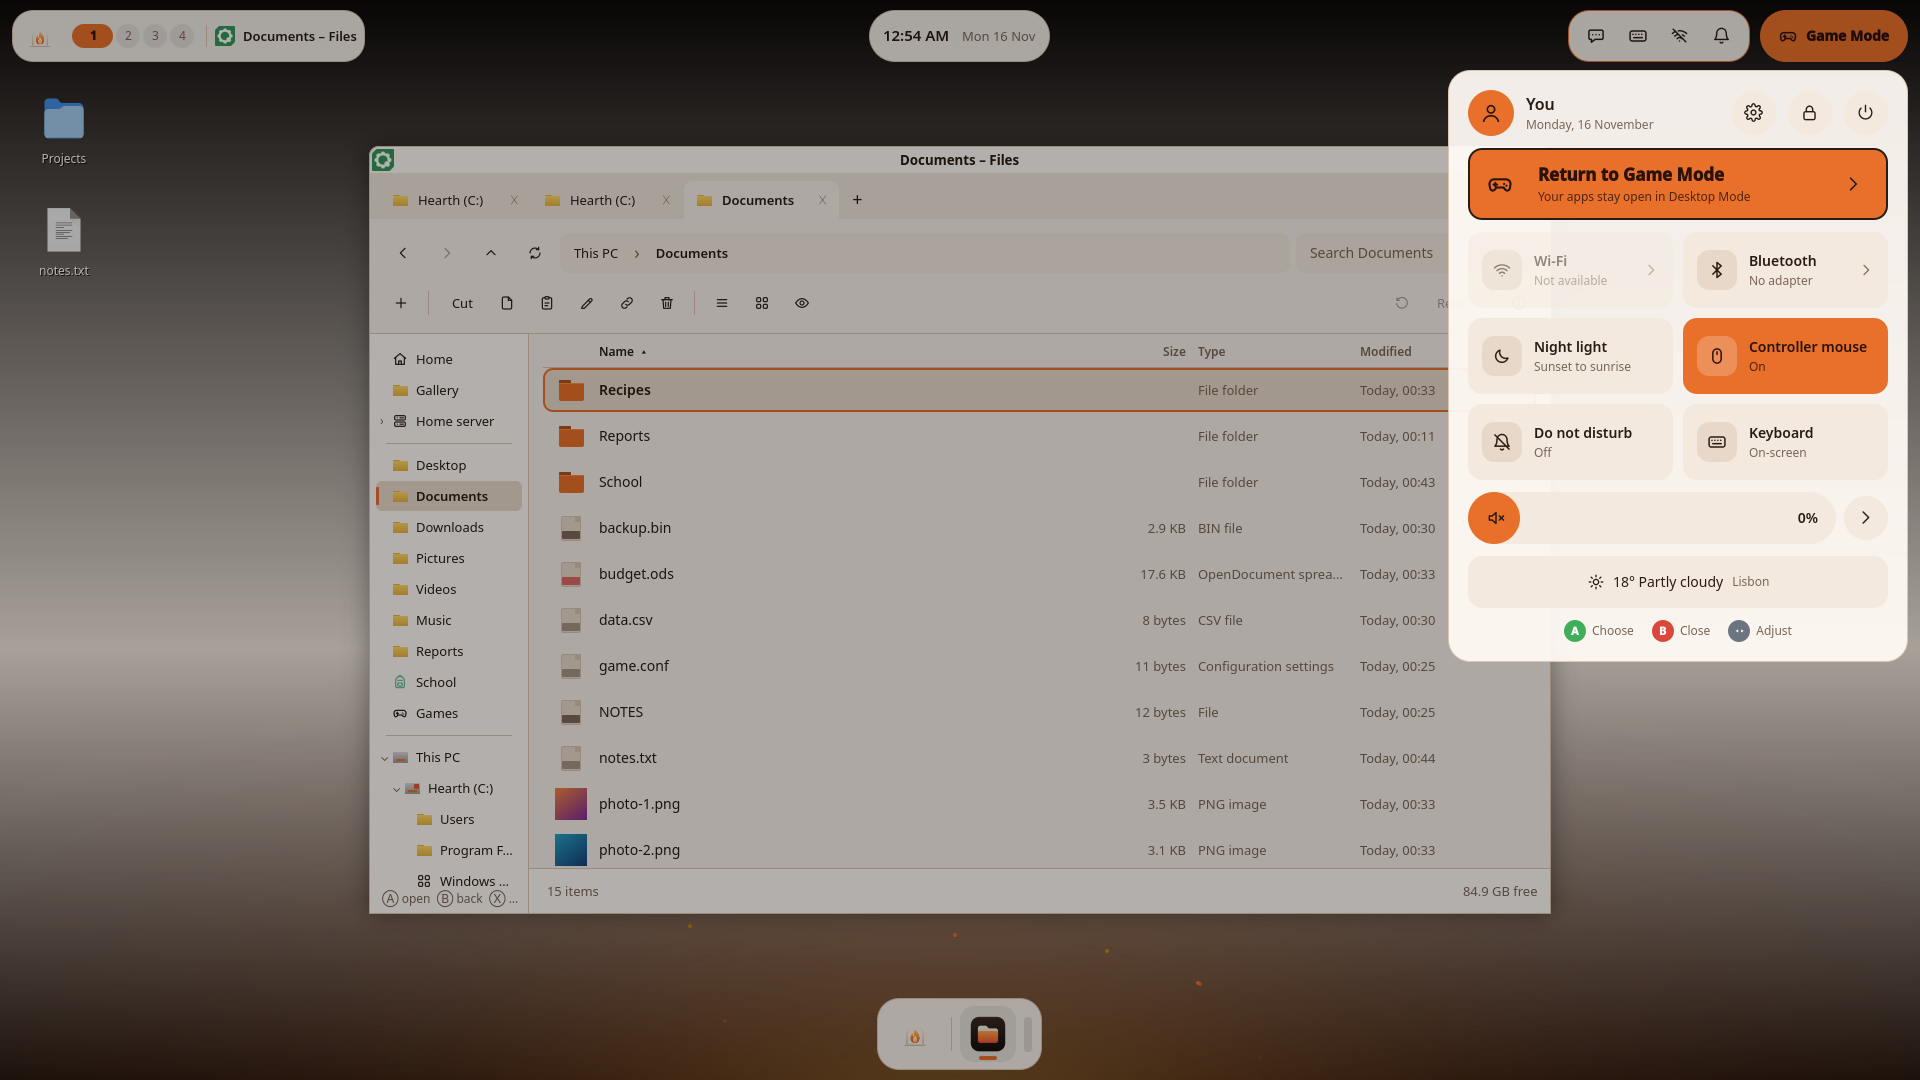 1 2 3 4 Documents – Files
12:54 AM Mon 16 Nov
Game Mode
Projects
notes.txt
Documents – Files
Hearth (C:) X Hearth (C:) X Documents X +
This PC › Documents
Search Documents
Cut
Home
Gallery
Home server
Desktop
Documents
Downloads
Pictures
Videos
Music
Reports
School
Games
This PC
Hearth (C:)
Users
Program F...
Windows ...
A open B back X ...
Name Size Type Modified
Recipes File folder Today, 00:33
Reports File folder Today, 00:11
School File folder Today, 00:43
backup.bin 2.9 KB BIN file Today, 00:30
budget.ods 17.6 KB OpenDocument sprea... Today, 00:33
data.csv 8 bytes CSV file Today, 00:30
game.conf 11 bytes Configuration settings Today, 00:25
NOTES 12 bytes File Today, 00:25
notes.txt 3 bytes Text document Today, 00:44
photo-1.png 3.5 KB PNG image Today, 00:33
photo-2.png 3.1 KB PNG image Today, 00:33
15 items 84.9 GB free
You
Monday, 16 November
Return to Game Mode
Your apps stay open in Desktop Mode
Wi-Fi
Not available
Bluetooth
No adapter
Night light
Sunset to sunrise
Controller mouse
On
Do not disturb
Off
Keyboard
On-screen
0%
18° Partly cloudy Lisbon
A Choose B Close Adjust